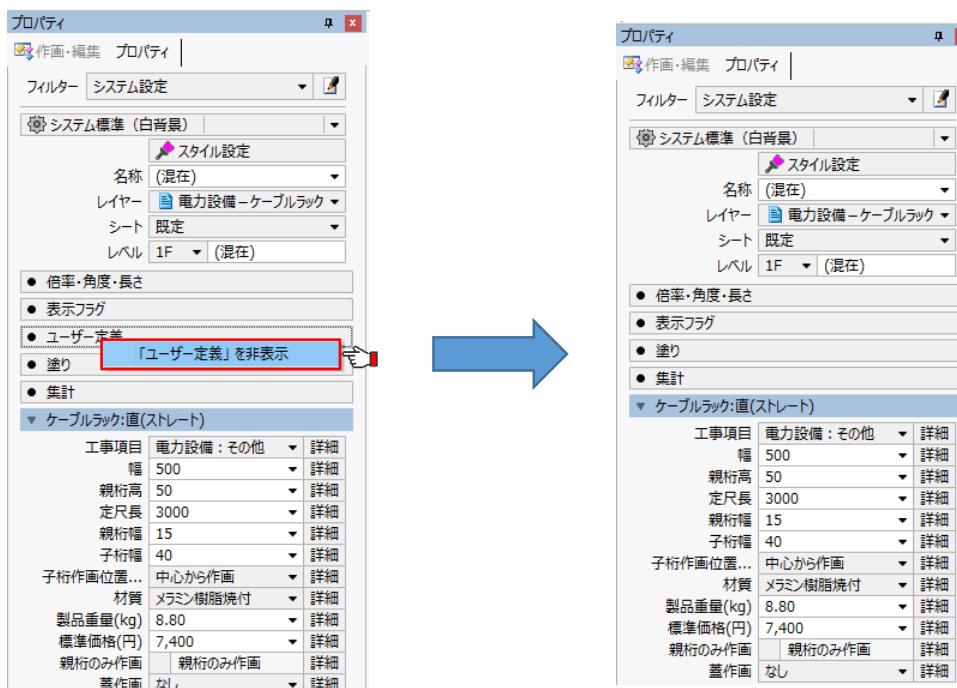 プロパティ
作画・編集 プロパティ
フィルター システム設定
システム標準（白背景）
スタイル設定
名称 (混在)
レイヤー 電力設備－ケーブルラック
シート 既定
レベル 1F (混在)
● 倍率・角度・長さ
● 表示フラグ
● ユーザー定義
「ユーザー定義」を非表示
● 塗り
● 集計
▼ ケーブルラック:直(ストレート)
工事項目 電力設備：その他 詳細
幅 500 詳細
親桁高 50 詳細
定尺長 3000 詳細
親桁幅 15 詳細
子桁幅 40 詳細
子桁作画位置... 中心から作画 詳細
材質 メラミン樹脂焼付 詳細
製品重量(kg) 8.80 詳細
標準価格(円) 7,400 詳細
親桁のみ作画 親桁のみ作画 詳細
蓋作画 なし 詳細
プロパティ
作画・編集 プロパティ
フィルター システム設定
システム標準（白背景）
スタイル設定
名称 (混在)
レイヤー 電力設備－ケーブルラック
シート 既定
レベル 1F (混在)
● 倍率・角度・長さ
● 表示フラグ
● 塗り
● 集計
▼ ケーブルラック:直(ストレート)
工事項目 電力設備：その他 詳細
幅 500 詳細
親桁高 50 詳細
定尺長 3000 詳細
親桁幅 15 詳細
子桁幅 40 詳細
子桁作画位置... 中心から作画 詳細
材質 メラミン樹脂焼付 詳細
製品重量(kg) 8.80 詳細
標準価格(円) 7,400 詳細
親桁のみ作画 親桁のみ作画 詳細
蓋作画 なし 詳細